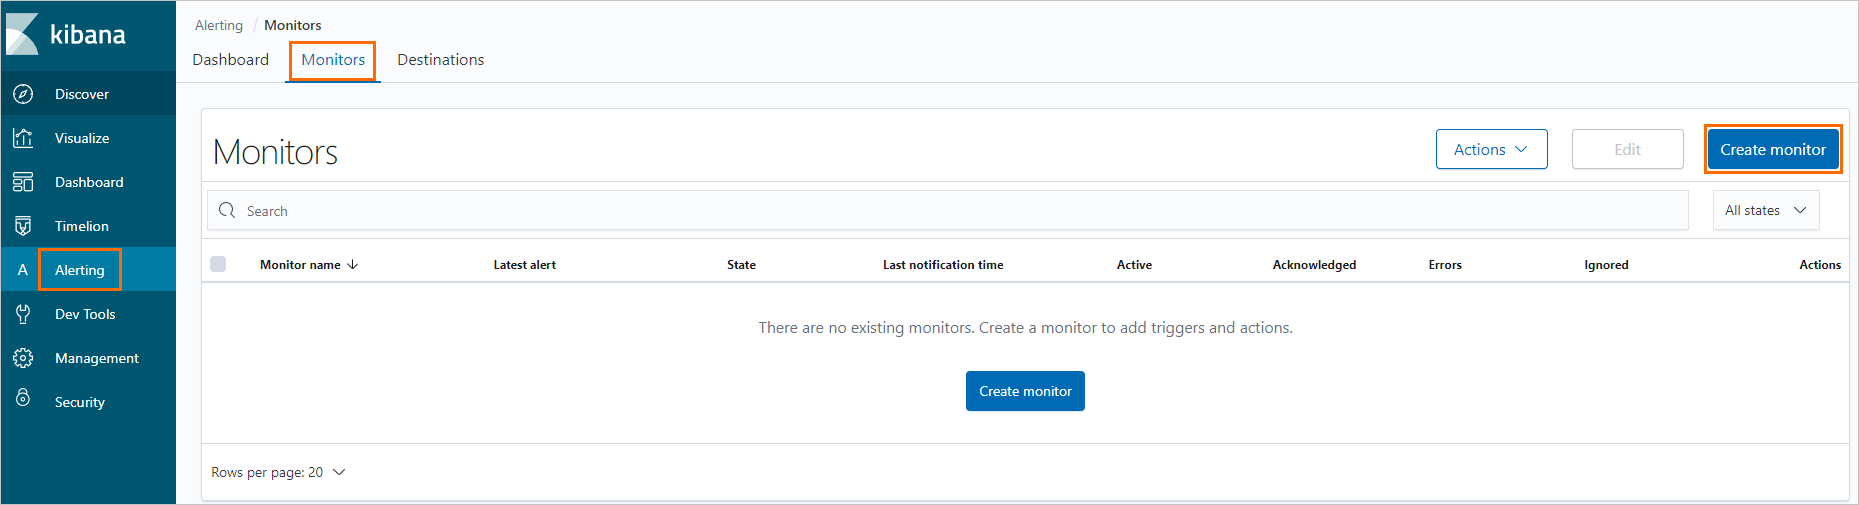 kibana
Discover
Visualize
Dashboard
Timelion
A Alerting
Dev Tools
Management
Security
Alerting / Monitors
Dashboard Monitors Destinations
Monitors
Actions Edit Create monitor
Search All states
Monitor name Latest alert State Last notification time Active Acknowledged Errors Ignored Actions
There are no existing monitors. Create a monitor to add triggers and actions.
Create monitor
Rows per page: 20